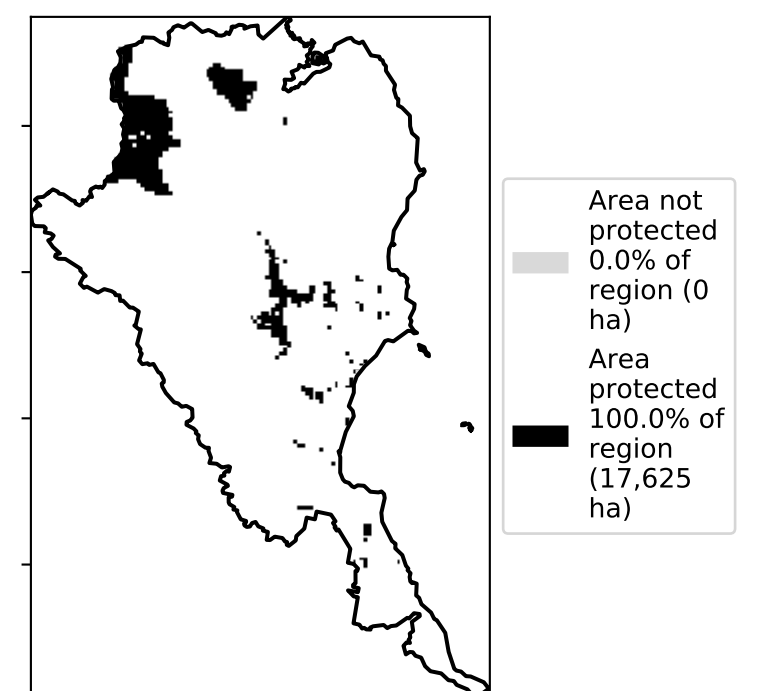 Area not
protected
0.0% of
region (0
ha)
Area
protected
100.0% of
region
(17,625
ha)